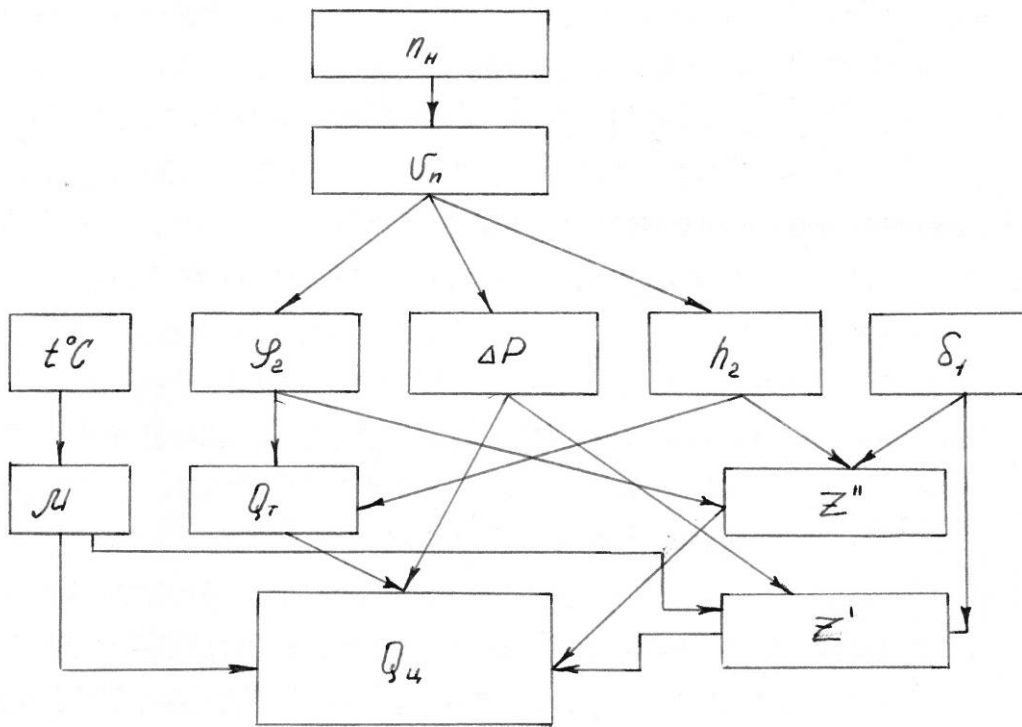 n_н
υ_п
t°C
φ_г
ΔP
h_г
δ_1
μ
Q_т
Z"
Q_ц
Z'